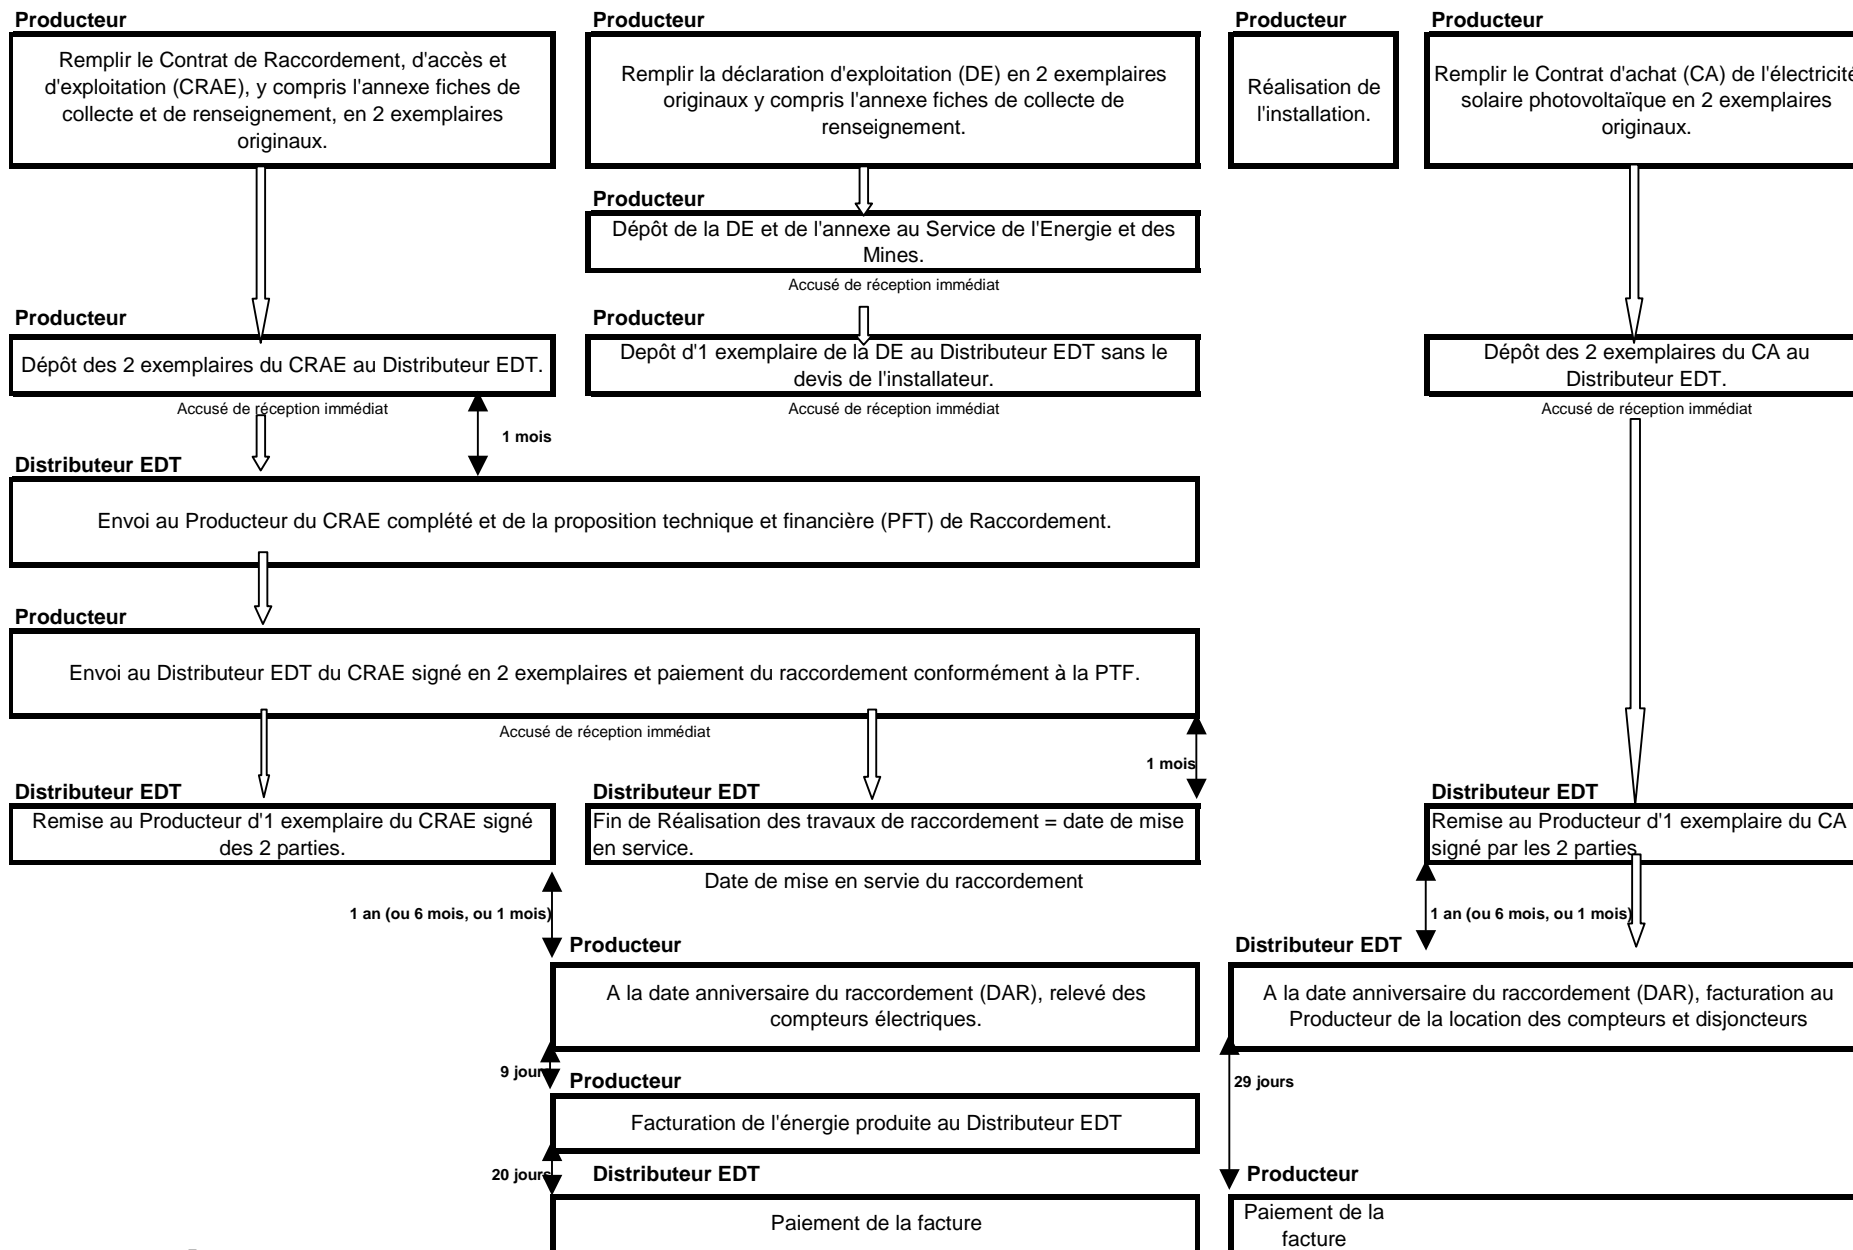 Producteur
Remplir le Contrat de Raccordement, d'accès et
d'exploitation (CRAE), y compris l'annexe fiches de
collecte et de renseignement, en 2 exemplaires
originaux.
Producteur
Remplir la déclaration d'exploitation (DE) en 2 exemplaires
originaux y compris l'annexe fiches de collecte de
renseignement.
Producteur
Réalisation de
l'installation.
Producteur
Remplir le Contrat d'achat (CA) de l'électricité
solaire photovoltaïque en 2 exemplaires
originaux.
Producteur
Dépôt de la DE et de l'annexe au Service de l'Energie et des
Mines.
Accusé de réception immédiat
Producteur
Dépôt des 2 exemplaires du CRAE au Distributeur EDT.
Accusé de réception immédiat
Producteur
Depôt d'1 exemplaire de la DE au Distributeur EDT sans le
devis de l'installateur.
Accusé de réception immédiat
Dépôt des 2 exemplaires du CA au
Distributeur EDT.
Accusé de réception immédiat
1 mois
Distributeur EDT
Envoi au Producteur du CRAE complété et de la proposition technique et financière (PFT) de Raccordement.
Producteur
Envoi au Distributeur EDT du CRAE signé en 2 exemplaires et paiement du raccordement conformément à la PTF.
Accusé de réception immédiat
1 mois
Distributeur EDT
Remise au Producteur d'1 exemplaire du CRAE signé
des 2 parties.
Distributeur EDT
Fin de Réalisation des travaux de raccordement = date de mise
en service.
Date de mise en servie du raccordement
Distributeur EDT
Remise au Producteur d'1 exemplaire du CA
signé par les 2 parties
1 an (ou 6 mois, ou 1 mois)
1 an (ou 6 mois, ou 1 mois)
Producteur
A la date anniversaire du raccordement (DAR), relevé des
compteurs électriques.
Distributeur EDT
A la date anniversaire du raccordement (DAR), facturation au
Producteur de la location des compteurs et disjoncteurs
9 jours
Producteur
Facturation de l'énergie produite au Distributeur EDT
29 jours
20 jours
Distributeur EDT
Paiement de la facture
Producteur
Paiement de la
facture